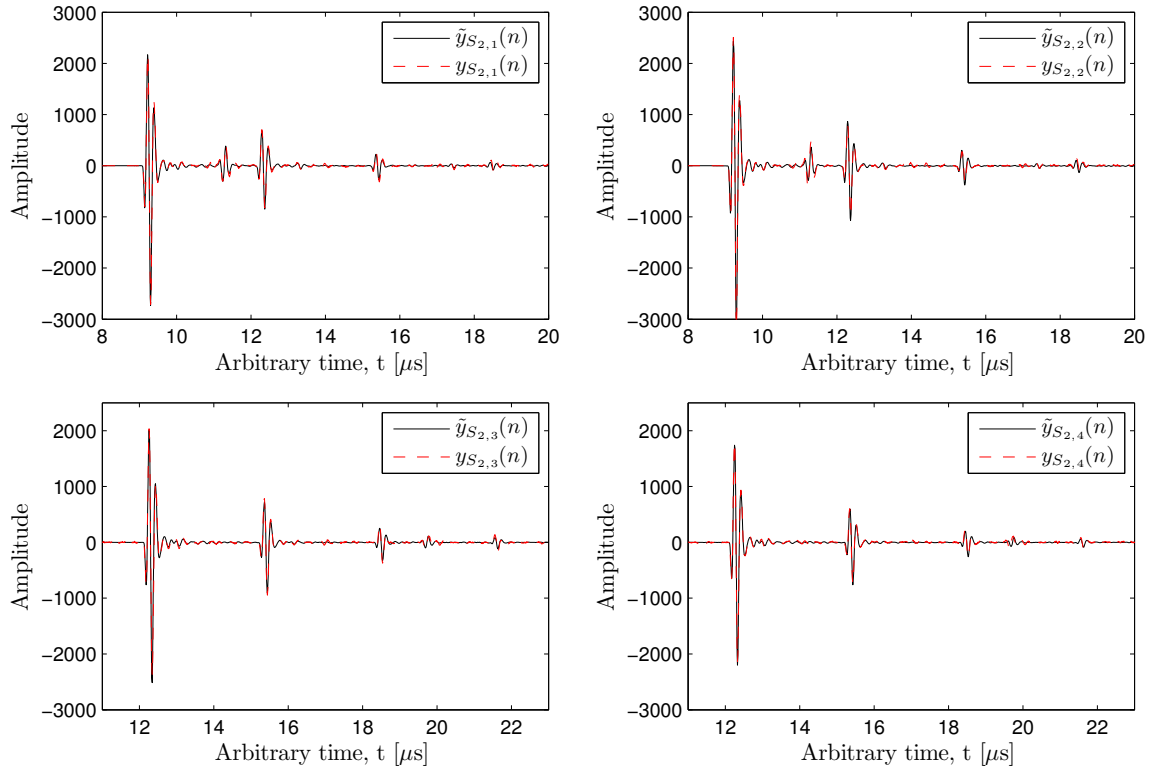 3000
2000
1000
0
−1000
−2000
−3000
Amplitude
8 10 12 14 16 18 20
Arbitrary time, t [μs]
ỹ_{S_{2,1}}(n)
y_{S_{2,1}}(n)
3000
2000
1000
0
−1000
−2000
−3000
Amplitude
8 10 12 14 16 18 20
Arbitrary time, t [μs]
ỹ_{S_{2,2}}(n)
y_{S_{2,2}}(n)
2000
1000
0
−1000
−2000
−3000
Amplitude
12 14 16 18 20 22
Arbitrary time, t [μs]
ỹ_{S_{2,3}}(n)
y_{S_{2,3}}(n)
2000
1000
0
−1000
−2000
−3000
Amplitude
12 14 16 18 20 22
Arbitrary time, t [μs]
ỹ_{S_{2,4}}(n)
y_{S_{2,4}}(n)